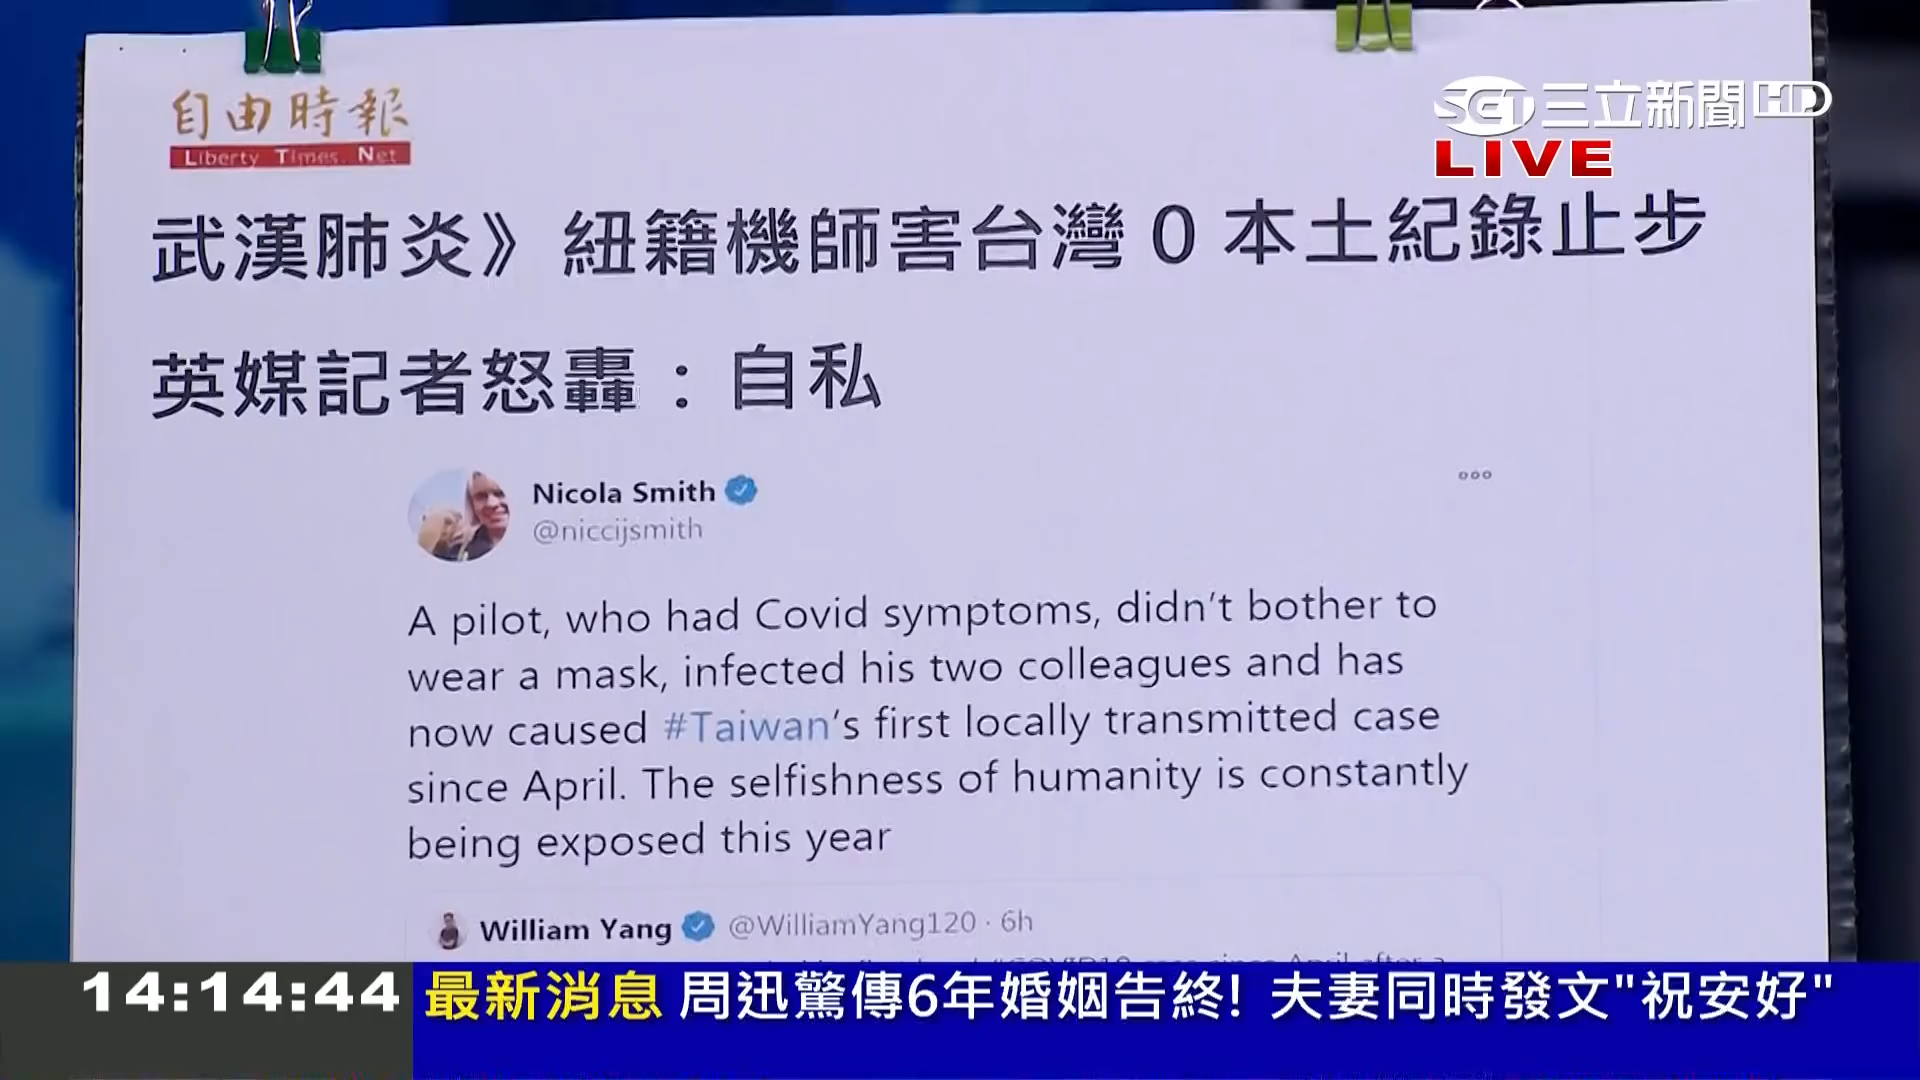 自由時報
Liberty Times Net
SET三立新聞HD
LIVE
武漢肺炎》紐籍機師害台灣0本土紀錄止步
英媒記者怒轟：自私
Nicola Smith
@niccijsmith
A pilot, who had Covid symptoms, didn't bother to
wear a mask, infected his two colleagues and has
now caused #Taiwan's first locally transmitted case
since April. The selfishness of humanity is constantly
being exposed this year
William Yang @WilliamYang120 · 6h
14:14:44 最新消息 周迅驚傳6年婚姻告終! 夫妻同時發文"祝安好"